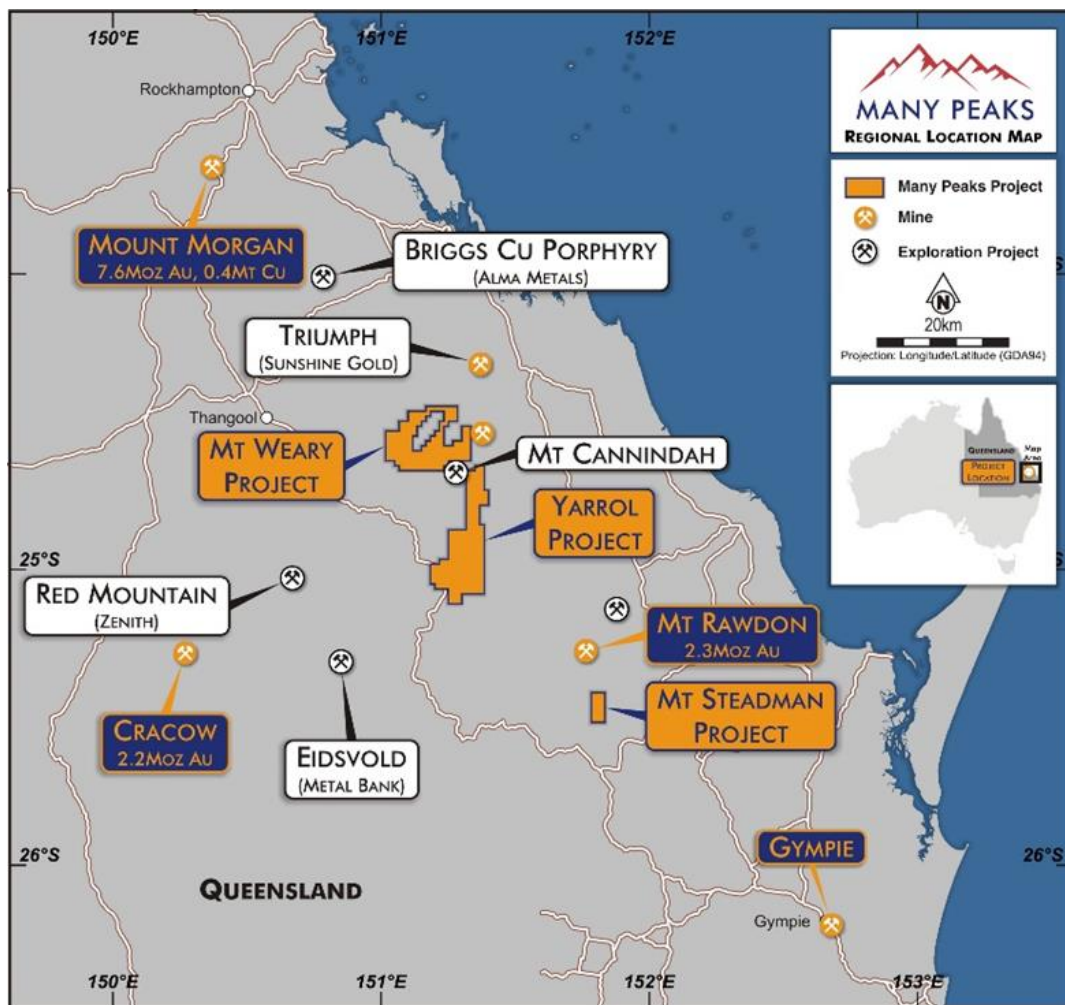 150°E
151°E
152°E
Rockhampton
MOUNT MORGAN
7.6MOZ AU, 0.4MT CU
BRIGGS CU PORPHYRY
(ALMA METALS)
TRIUMPH
(SUNSHINE GOLD)
Thangool
MT WEARY
PROJECT
MT CANNINDAH
YARROL
PROJECT
25°S
RED MOUNTAIN
(ZENITH)
MT RAWDON
2.3MOZ AU
CRACOW
2.2MOZ AU
EIDSVOLD
(METAL BANK)
MT STEADMAN
PROJECT
26°S
26°S
QUEENSLAND
GYMPIE
Gympie
150°E
151°E
152°E
153°E
MANY PEAKS
REGIONAL LOCATION MAP
Many Peaks Project
Mine
Exploration Project
N
20km
Projection: Longitude/Latitude (GDA94)
QUEENSLAND
Map
Area
PROJECT
LOCATION